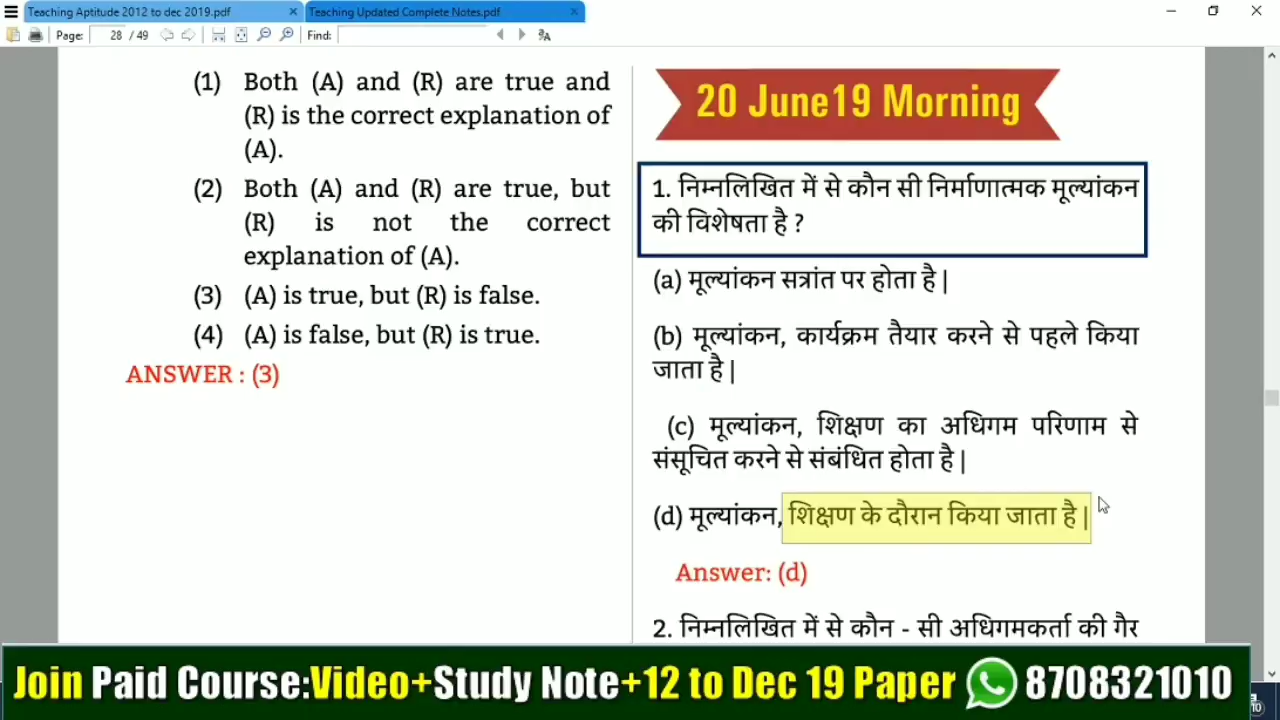 Teaching Aptitude 2012 to dec 2019.pdf
Teaching Updated Complete Notes.pdf
Page: 28 / 49 Find:
(1) Both (A) and (R) are true and
(R) is the correct explanation of
(A).
(2) Both (A) and (R) are true, but
(R) is not the correct
explanation of (A).
(3) (A) is true, but (R) is false.
(4) (A) is false, but (R) is true.
ANSWER : (3)
20 June19 Morning
1. निम्नलिखित में से कौन सी निर्माणात्मक मूल्यांकन
की विशेषता है ?
(a) मूल्यांकन सत्रांत पर होता है |
(b) मूल्यांकन, कार्यक्रम तैयार करने से पहले किया
जाता है |
(c) मूल्यांकन, शिक्षण का अधिगम परिणाम से
संसूचित करने से संबंधित होता है |
(d) मूल्यांकन, शिक्षण के दौरान किया जाता है |
Answer: (d)
2. निम्नलिखित में से कौन - सी अधिगमकर्ता की गैर
Join Paid Course:Video+Study Note+12 to Dec 19 Paper 8708321010